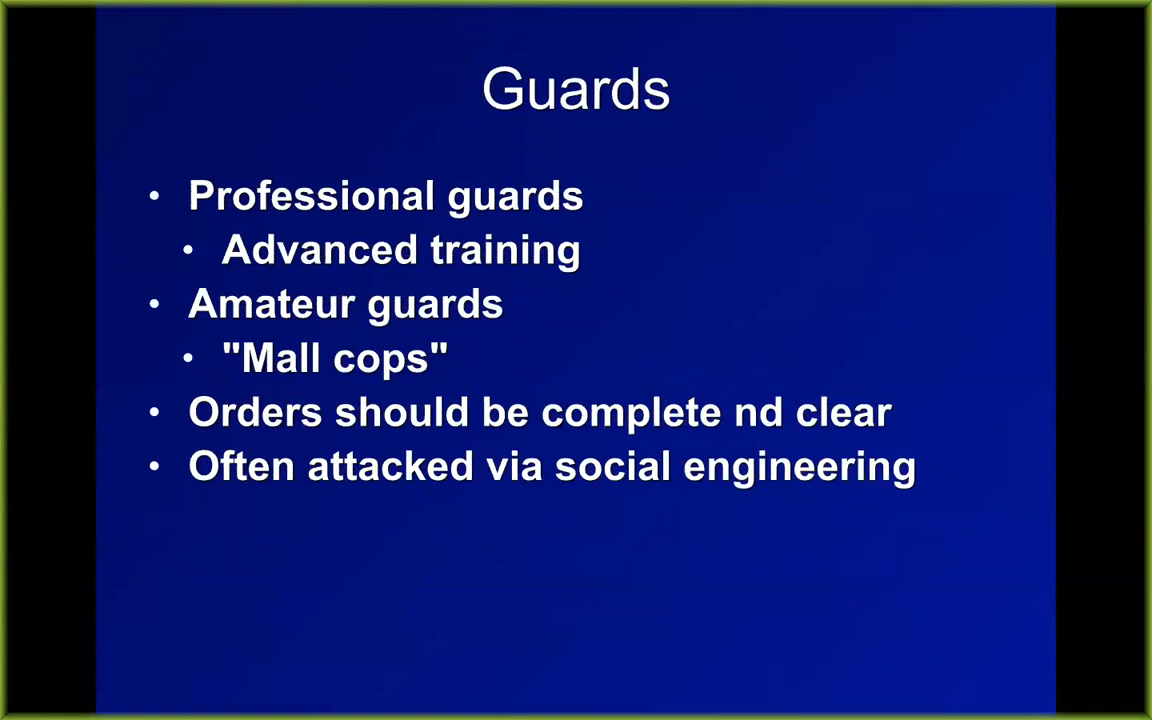 Guards
• Professional guards
• Advanced training
• Amateur guards
• "Mall cops"
• Orders should be complete nd clear
• Often attacked via social engineering